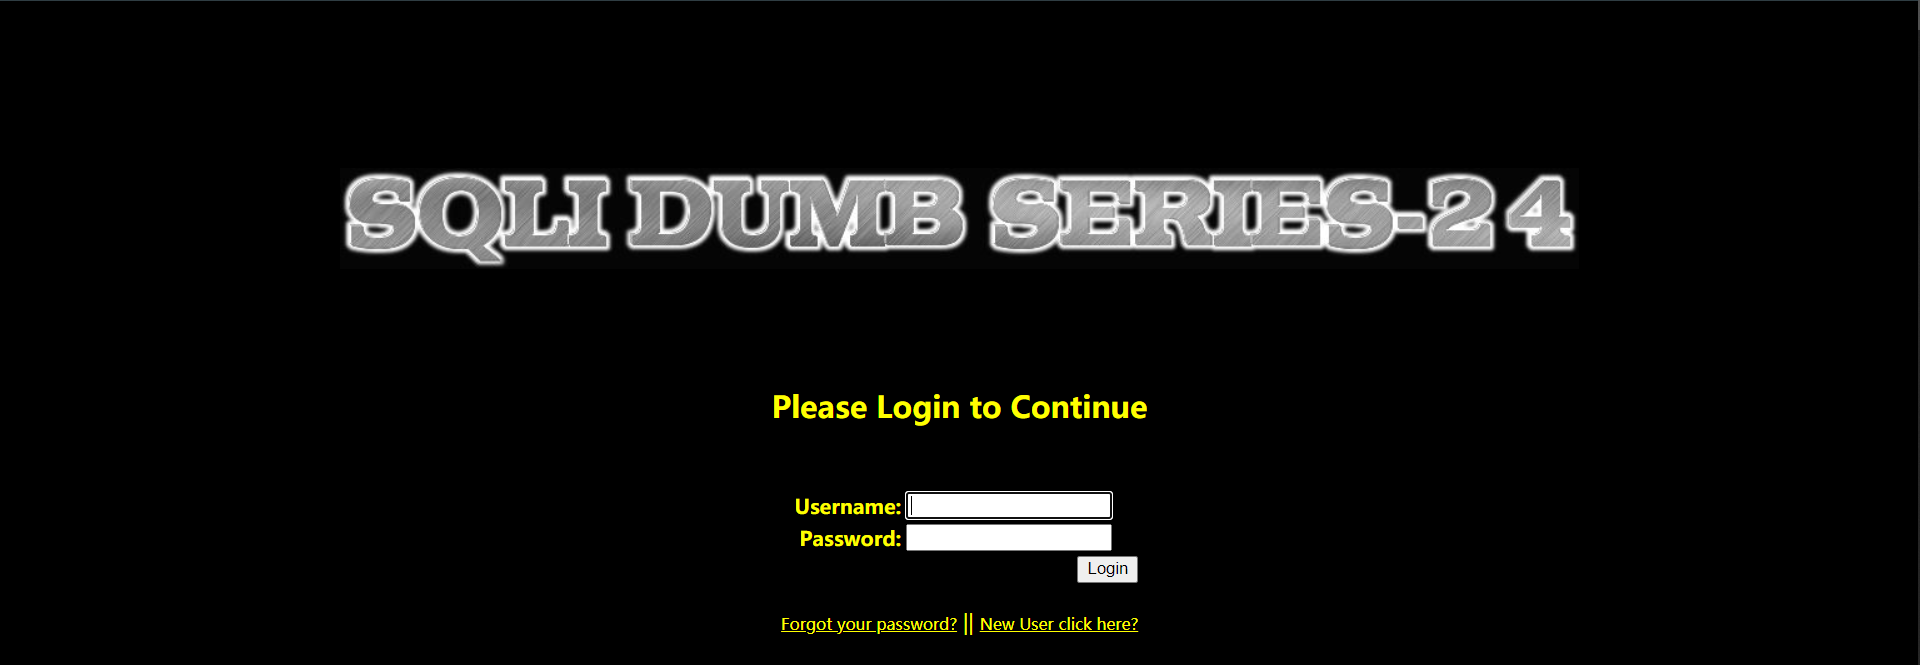 SQLI DUMB SERIES-24
Please Login to Continue
Username:
Password:
Login
Forgot your password? || New User click here?